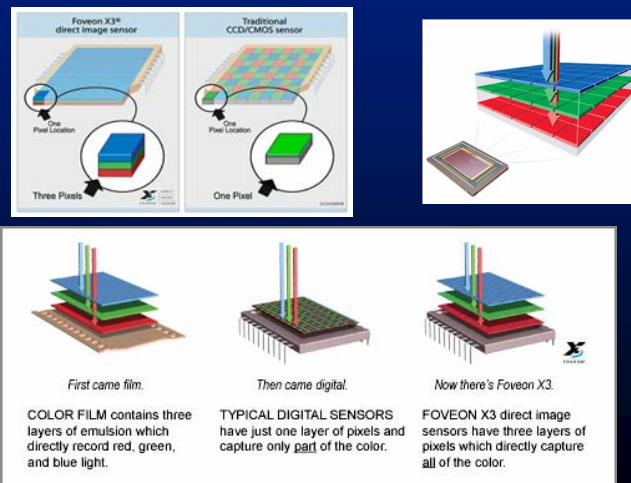 Foveon X3®
direct image sensor
One
Pixel Location
Three Pixels
Traditional
CCD/CMOS sensor
One
Pixel Location
One Pixel
First came film.
COLOR FILM contains three
layers of emulsion which
directly record red, green,
and blue light.
Then came digital.
TYPICAL DIGITAL SENSORS
have just one layer of pixels and
capture only part of the color.
Now there's Foveon X3.
FOVEON X3 direct image
sensors have three layers of
pixels which directly capture
all of the color.